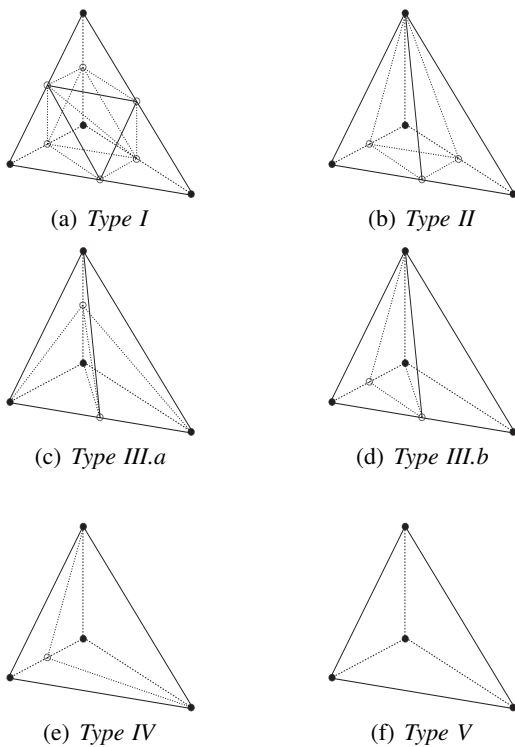 (a) Type I
(b) Type II
(c) Type III.a
(d) Type III.b
(e) Type IV
(f) Type V